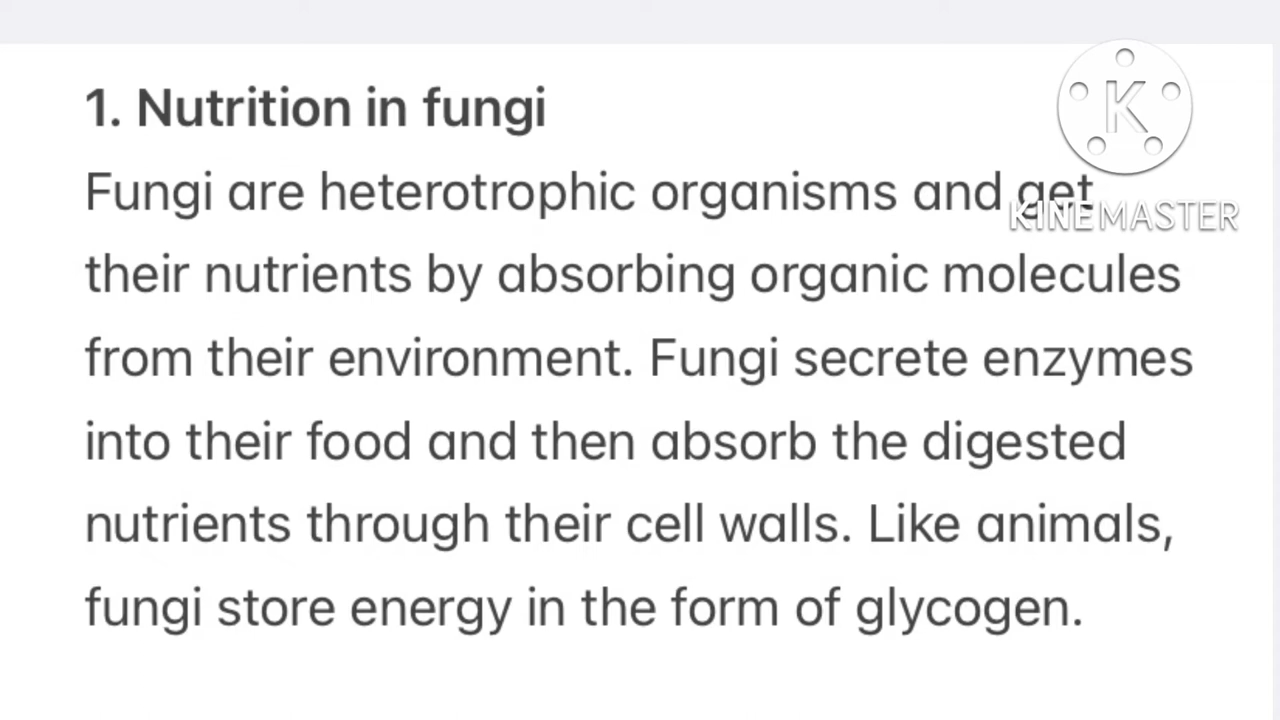 1. Nutrition in fungi
Fungi are heterotrophic organisms and get
KINEMASTER
their nutrients by absorbing organic molecules
from their environment. Fungi secrete enzymes
into their food and then absorb the digested
nutrients through their cell walls. Like animals,
fungi store energy in the form of glycogen.